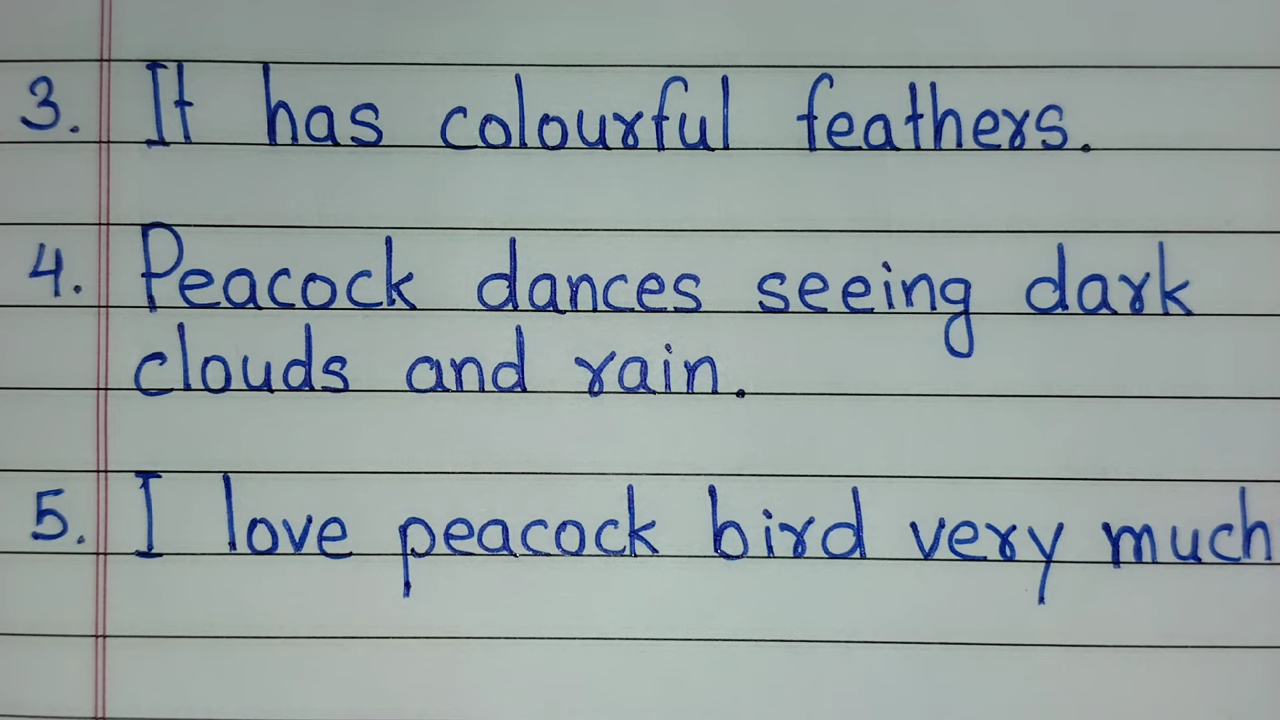 3. It has colourful feathers.
4. Peacock dances seeing dark
clouds and rain.
5. I love peacock bird very much